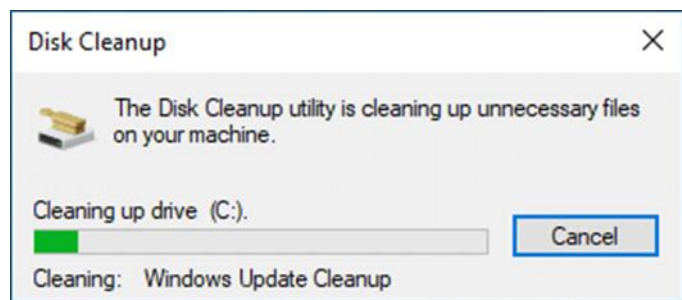 Disk Cleanup
The Disk Cleanup utility is cleaning up unnecessary files
on your machine.
Cleaning up drive (C:).
Cancel
Cleaning: Windows Update Cleanup